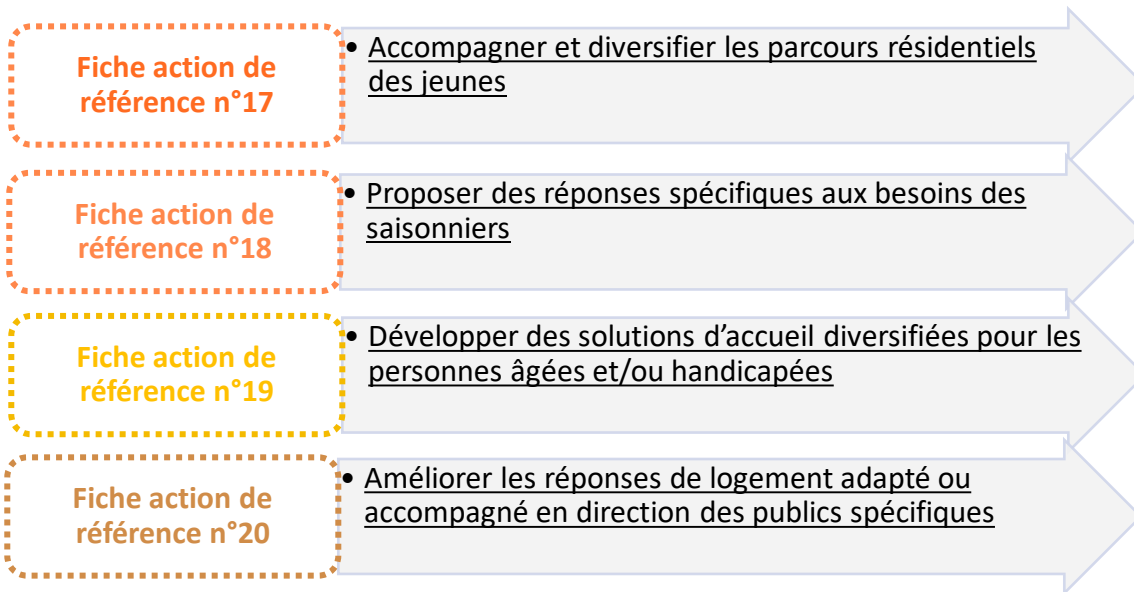 Fiche action de
référence n°17
• Accompagner et diversifier les parcours résidentiels
des jeunes
Fiche action de
référence n°18
• Proposer des réponses spécifiques aux besoins des
saisonniers
Fiche action de
référence n°19
• Développer des solutions d’accueil diversifiées pour les
personnes âgées et/ou handicapées
Fiche action de
référence n°20
• Améliorer les réponses de logement adapté ou
accompagné en direction des publics spécifiques